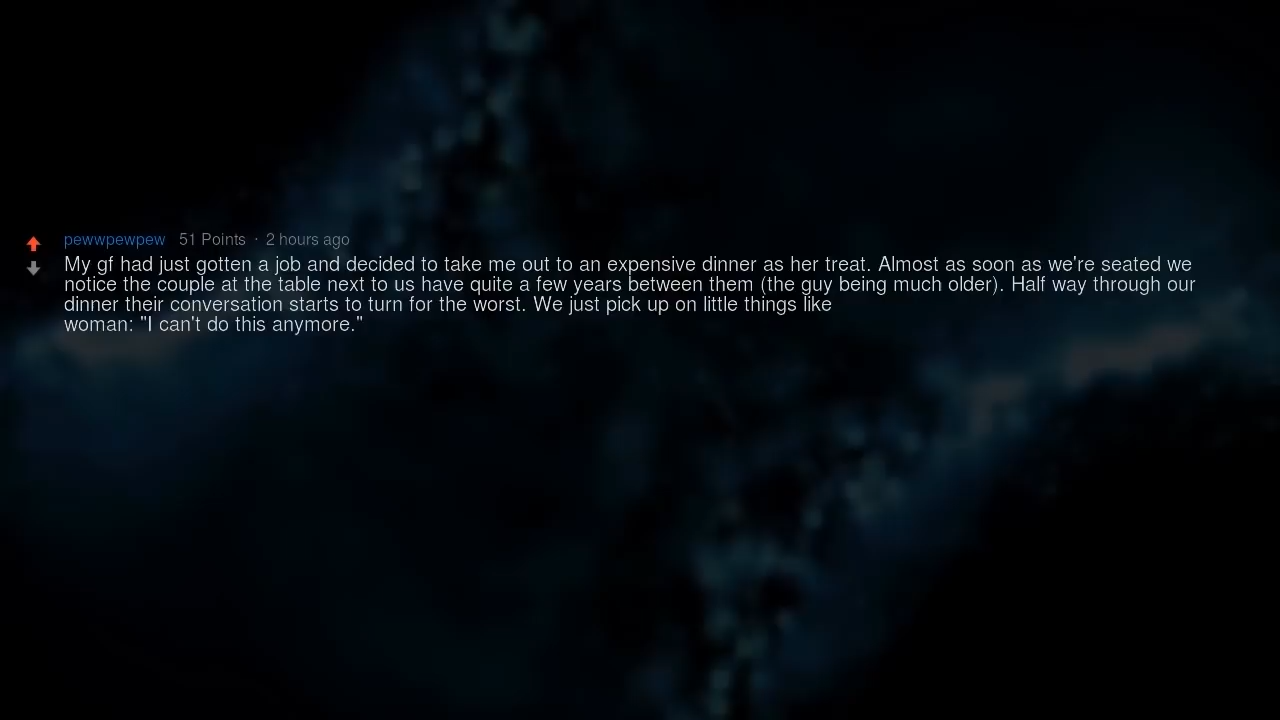 pewwpewpew 51 Points · 2 hours ago
My gf had just gotten a job and decided to take me out to an expensive dinner as her treat. Almost as soon as we're seated we
notice the couple at the table next to us have quite a few years between them (the guy being much older). Half way through our
dinner their conversation starts to turn for the worst. We just pick up on little things like
woman: "I can't do this anymore."